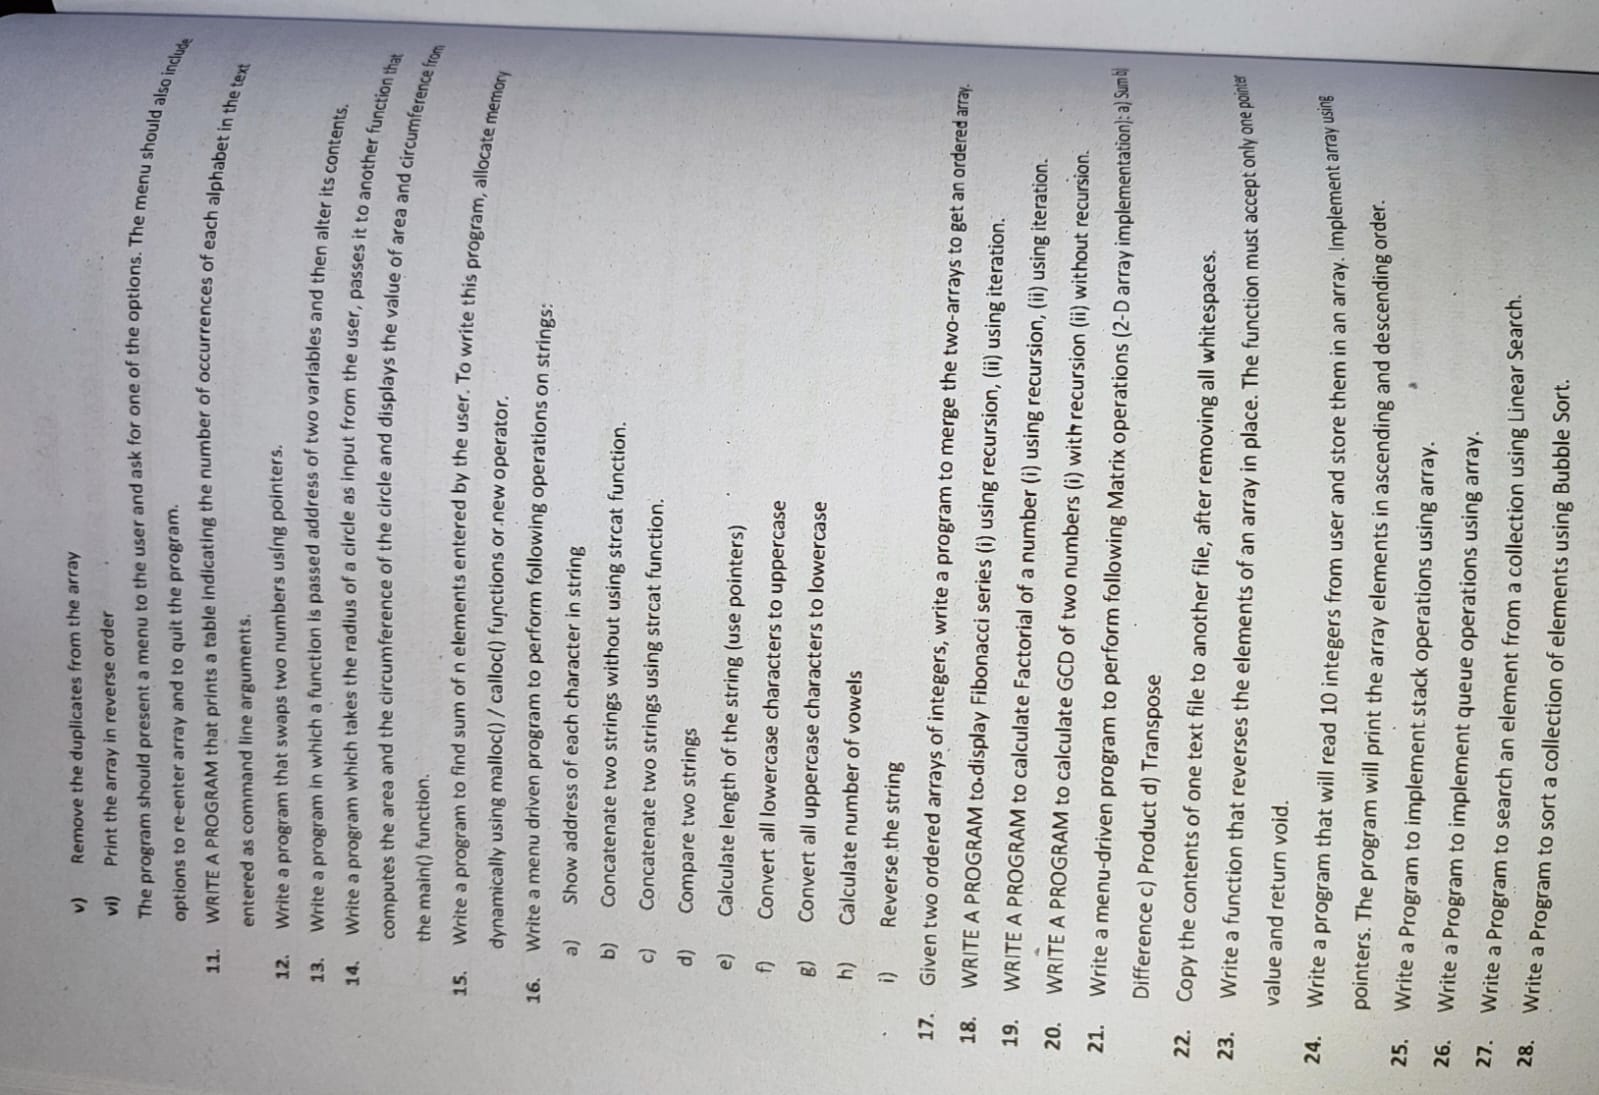 v) Remove the duplicates from the array
vi) Print the array in reverse order
The program should present a menu to the user and ask for one of the options. The menu should also include
options to re-enter array and to quit the program.
11. WRITE A PROGRAM that prints a table indicating the number of occurrences of each alphabet in the text
entered as command line arguments.
12. Write a program that swaps two numbers using pointers.
13. Write a program in which a function is passed address of two variables and then alter its contents.
14. Write a program which takes the radius of a circle as input from the user, passes it to another function that
computes the area and the circumference of the circle and displays the value of area and circumference from
the main() function.
15. Write a program to find sum of n elements entered by the user. To write this program, allocate memory
dynamically using malloc() / calloc() functions or new operator.
16. Write a menu driven program to perform following operations on strings:
a) Show address of each character in string
b) Concatenate two strings without using strcat function.
c) Concatenate two strings using strcat function.
d) Compare two strings
e) Calculate length of the string (use pointers)
f) Convert all lowercase characters to uppercase
g) Convert all uppercase characters to lowercase
h) Calculate number of vowels
i) Reverse the string
17. Given two ordered arrays of integers, write a program to merge the two-arrays to get an ordered array.
18. WRITE A PROGRAM to display Fibonacci series (i) using recursion, (ii) using iteration.
19. WRITE A PROGRAM to calculate Factorial of a number (i) using recursion, (ii) using iteration.
20. WRITE A PROGRAM to calculate GCD of two numbers (i) with recursion (ii) without recursion.
21. Write a menu-driven program to perform following Matrix operations (2-D array implementation): a) Sum b)
Difference c) Product d) Transpose
22. Copy the contents of one text file to another file, after removing all whitespaces.
23. Write a function that reverses the elements of an array in place. The function must accept only one pointer
value and return void.
24. Write a program that will read 10 integers from user and store them in an array. Implement array using
pointers. The program will print the array elements in ascending and descending order.
25. Write a Program to implement stack operations using array.
26. Write a Program to implement queue operations using array.
27. Write a Program to search an element from a collection using Linear Search.
28. Write a Program to sort a collection of elements using Bubble Sort.